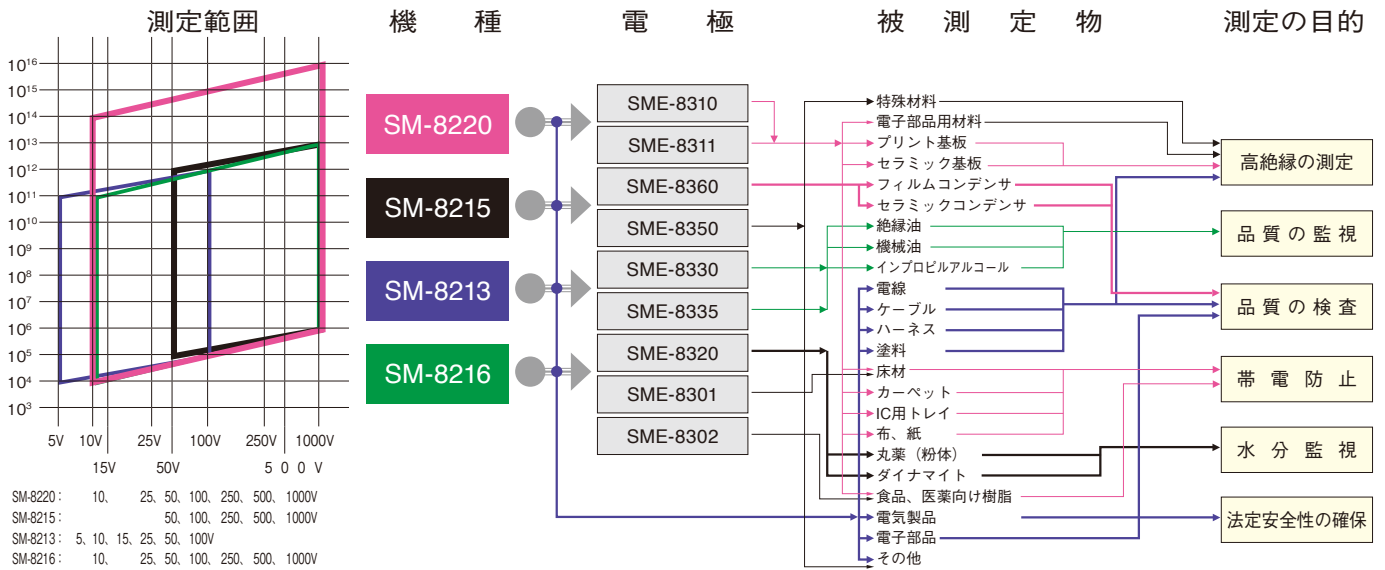 測定範囲
機種
電極
被測定物
測定の目的
10¹⁶
10¹⁵
10¹⁴
10¹³
10¹²
10¹¹
10¹⁰
10⁹
10⁸
10⁷
10⁶
10⁵
10⁴
10³
5V 10V 25V 100V 250V 1000V
15V 50V 500V
SM-8220： 10、 25、50、100、250、500、1000V
SM-8215： 50、100、250、500、1000V
SM-8213： 5、10、15、25、50、100V
SM-8216： 10、 25、50、100、250、500、1000V
SM-8220
SM-8215
SM-8213
SM-8216
SME-8310
SME-8311
SME-8360
SME-8350
SME-8330
SME-8335
SME-8320
SME-8301
SME-8302
特殊材料
電子部品用材料
プリント基板
セラミック基板
フィルムコンデンサ
セラミックコンデンサ
絶縁油
機械油
インプロピルアルコール
電線
ケーブル
ハーネス
塗料
床材
カーペット
IC用トレイ
布、紙
丸薬（粉体）
ダイナマイト
食品、医薬向け樹脂
電気製品
電子部品
その他
高絶縁の測定
品質の監視
品質の検査
帯電防止
水分監視
法定安全性の確保